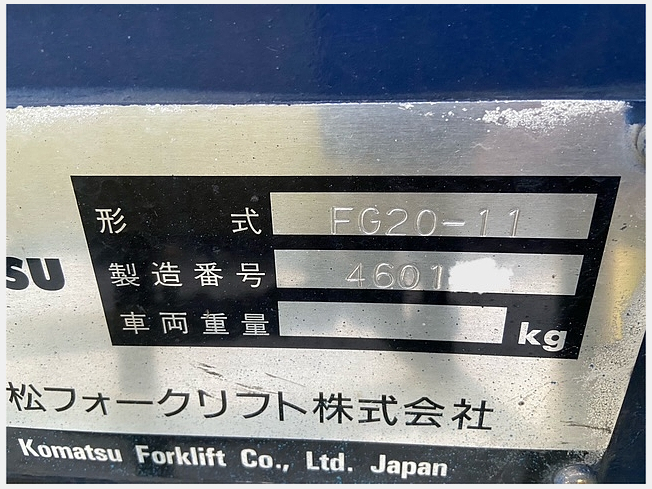 形式 FG20-11
SU 製造番号 4601
車両重量 kg
松フォークリフト株式会社
Komatsu Forklift Co., Ltd. Japan